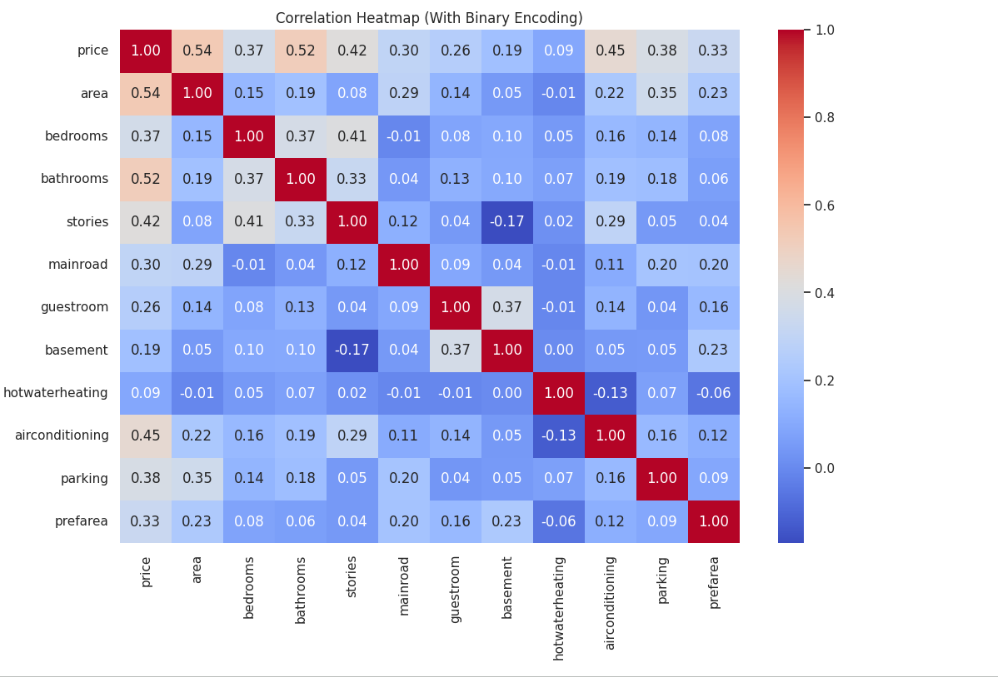 Correlation Heatmap (With Binary Encoding)
price 1.00 0.54 0.37 0.52 0.42 0.30 0.26 0.19 0.09 0.45 0.38 0.33
area 0.54 1.00 0.15 0.19 0.08 0.29 0.14 0.05 -0.01 0.22 0.35 0.23
bedrooms 0.37 0.15 1.00 0.37 0.41 -0.01 0.08 0.10 0.05 0.16 0.14 0.08
bathrooms 0.52 0.19 0.37 1.00 0.33 0.04 0.13 0.10 0.07 0.19 0.18 0.06
stories 0.42 0.08 0.41 0.33 1.00 0.12 0.04 -0.17 0.02 0.29 0.05 0.04
mainroad 0.30 0.29 -0.01 0.04 0.12 1.00 0.09 0.04 -0.01 0.11 0.20 0.20
guestroom 0.26 0.14 0.08 0.13 0.04 0.09 1.00 0.37 -0.01 0.14 0.04 0.16
basement 0.19 0.05 0.10 0.10 -0.17 0.04 0.37 1.00 0.00 0.05 0.05 0.23
hotwaterheating 0.09 -0.01 0.05 0.07 0.02 -0.01 -0.01 0.00 1.00 -0.13 0.07 -0.06
airconditioning 0.45 0.22 0.16 0.19 0.29 0.11 0.14 0.05 -0.13 1.00 0.16 0.12
parking 0.38 0.35 0.14 0.18 0.05 0.20 0.04 0.05 0.07 0.16 1.00 0.09
prefarea 0.33 0.23 0.08 0.06 0.04 0.20 0.16 0.23 -0.06 0.12 0.09 1.00
price
area
bedrooms
bathrooms
stories
mainroad
guestroom
basement
hotwaterheating
airconditioning
parking
prefarea
1.0
0.8
0.6
0.4
0.2
0.0